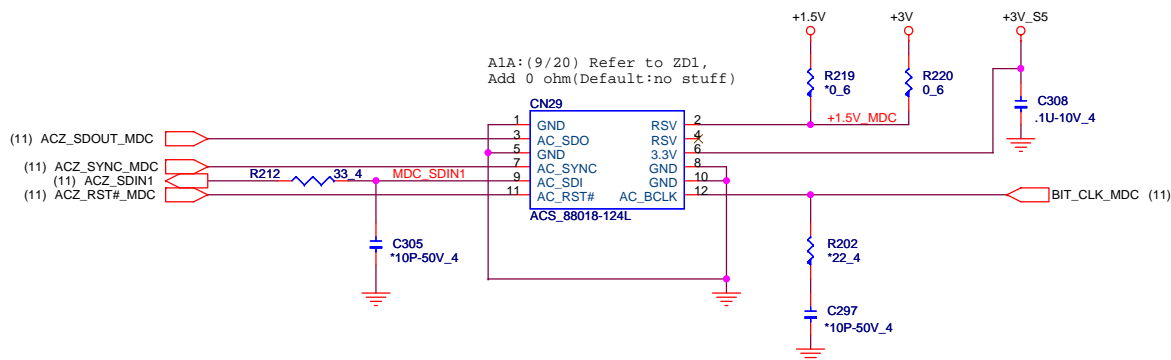 +1.5V
+3V
+3V_S5
A1A:(9/20) Refer to ZD1,
Add 0 ohm(Default:no stuff)
R219
*0_6
R220
0_6
C308
.1U-10V_4
CN29
+1.5V_MDC
1 GND RSV 2
(11) ACZ_SDOUT_MDC 3 AC_SDO RSV 4
5 GND 3.3V 6
(11) ACZ_SYNC_MDC 7 AC_SYNC GND 8
(11) ACZ_SDIN1 R212 33_4 MDC_SDIN1 9 AC_SDI GND 10
(11) ACZ_RST#_MDC 11 AC_RST# AC_BCLK 12 BIT_CLK_MDC (11)
ACS_88018-124L
C305
*10P-50V_4
R202
*22_4
C297
*10P-50V_4